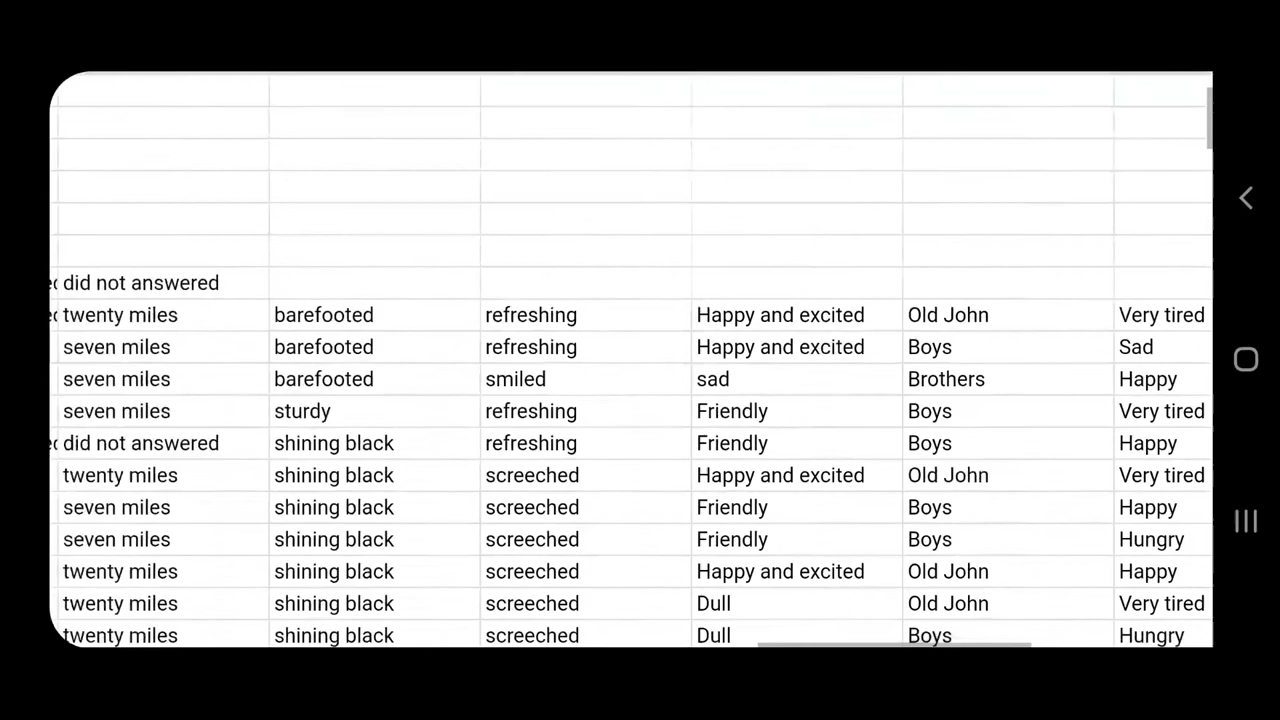 did not answered
twenty miles barefooted refreshing Happy and excited Old John Very tired
seven miles barefooted refreshing Happy and excited Boys Sad
seven miles barefooted smiled sad Brothers Happy
seven miles sturdy refreshing Friendly Boys Very tired
did not answered shining black refreshing Friendly Boys Happy
twenty miles shining black screeched Happy and excited Old John Very tired
seven miles shining black screeched Friendly Boys Happy
seven miles shining black screeched Friendly Boys Hungry
twenty miles shining black screeched Happy and excited Old John Happy
twenty miles shining black screeched Dull Old John Very tired
twenty miles shining black screeched Dull Boys Hungry